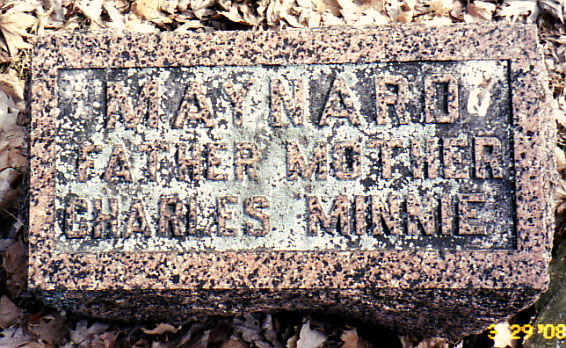 MAYNARD
FATHER MOTHER
CHARLES MINNIE
3 29 '08